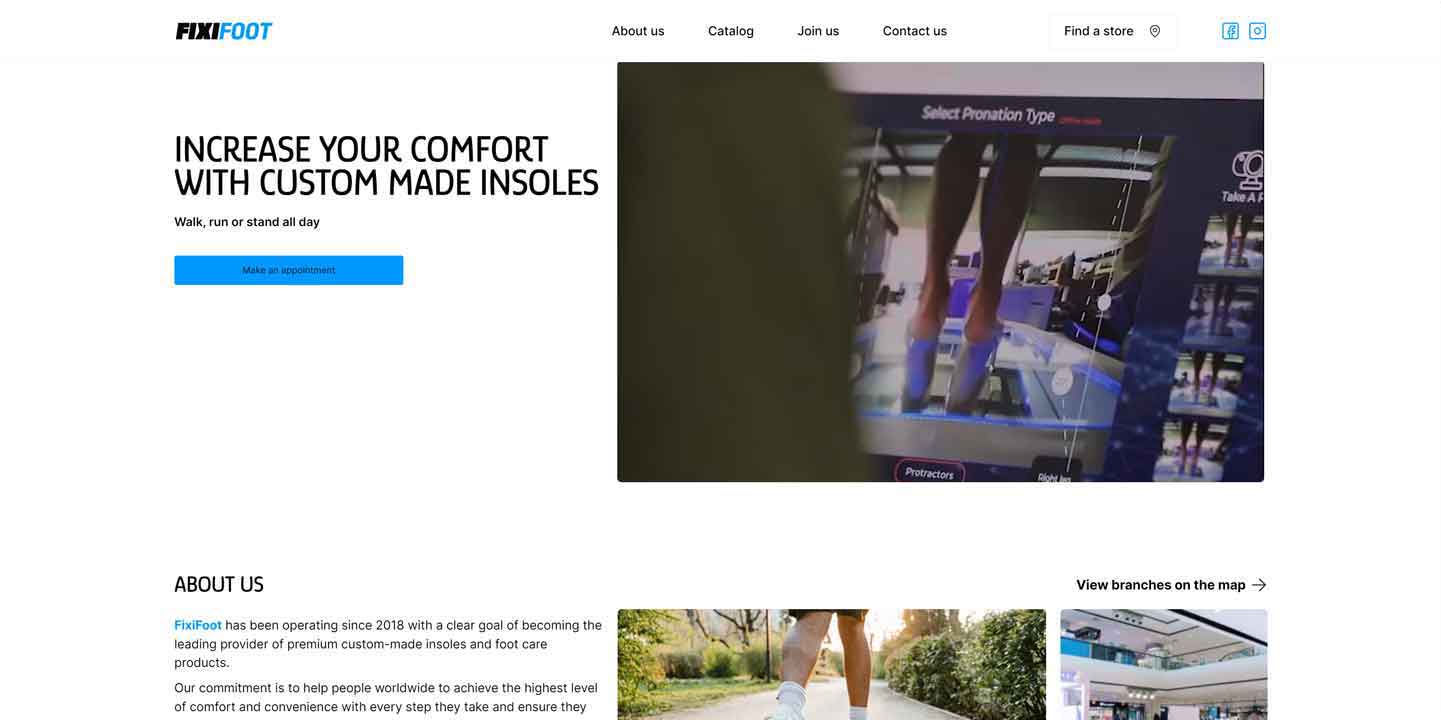 FIXIFOOT
About us
Catalog
Join us
Contact us
Find a store
INCREASE YOUR COMFORT
WITH CUSTOM MADE INSOLES
Walk, run or stand all day
Make an appointment
Select Pronation Type
Take A
Protractors
Right leg
ABOUT US
View branches on the map
FixiFoot has been operating since 2018 with a clear goal of becoming the
leading provider of premium custom-made insoles and foot care
products.
Our commitment is to help people worldwide to achieve the highest level
of comfort and convenience with every step they take and ensure they